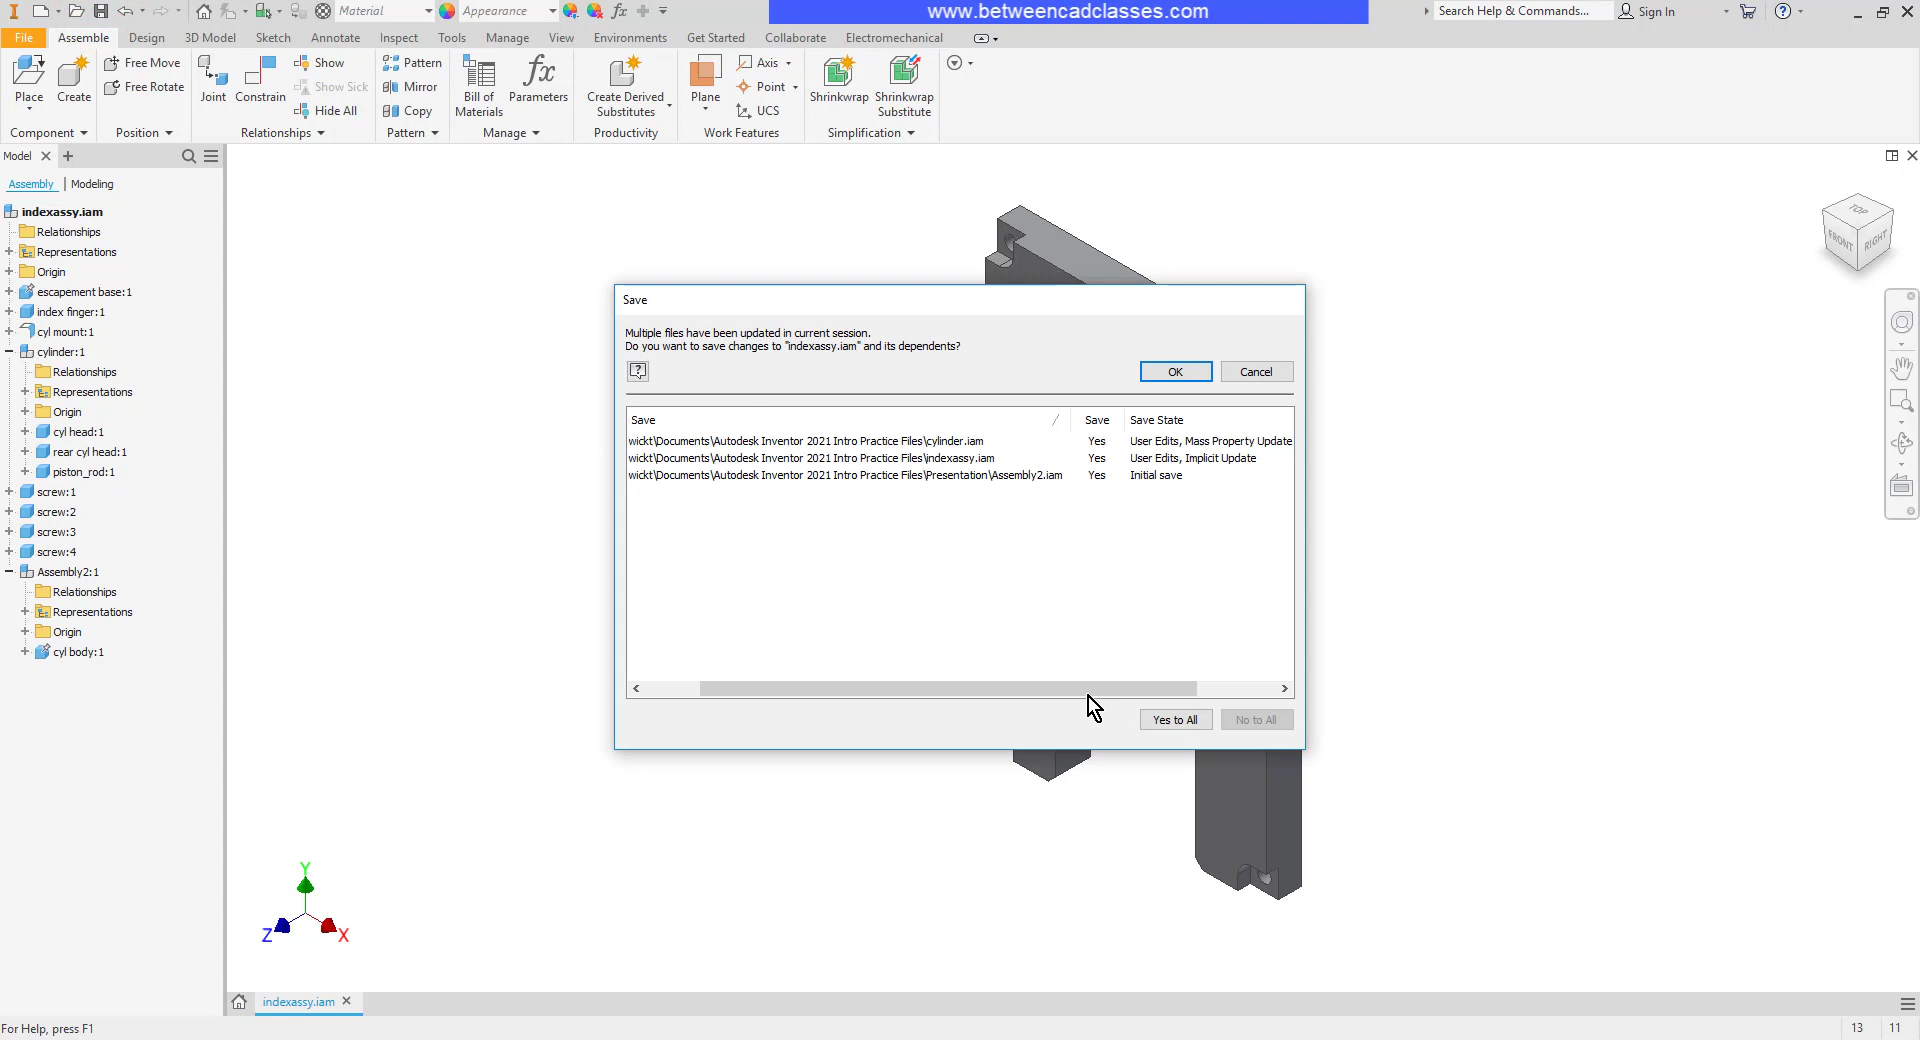 Material
Appearance
fx
www.betweencadclasses.com
Search Help & Commands...
Sign In
File
Assemble
Design
3D Model
Sketch
Annotate
Inspect
Tools
Manage
View
Environments
Get Started
Collaborate
Electromechanical
Place
Create
Free Move
Free Rotate
Joint
Constrain
Show
Show Sick
Hide All
Pattern
Mirror
Copy
Bill of
Materials
fx
Parameters
Create Derived
Substitutes
Plane
Axis
Point
UCS
Shrinkwrap
Shrinkwrap
Substitute
Component
Position
Relationships
Pattern
Manage
Productivity
Work Features
Simplification
Model
Assembly
Modeling
indexassy.iam
Relationships
Representations
Origin
escapement base:1
index finger:1
cyl mount:1
cylinder:1
Relationships
Representations
Origin
cyl head:1
rear cyl head:1
piston_rod:1
screw:1
screw:2
screw:3
screw:4
Assembly2:1
Relationships
Representations
Origin
cyl body:1
Save
Multiple files have been updated in current session.
Do you want to save changes to "indexassy.iam" and its dependents?
OK
Cancel
Save
Save
Save State
wickt\Documents\Autodesk Inventor 2021 Intro Practice Files\cylinder.iam
Yes
User Edits, Mass Property Update
wickt\Documents\Autodesk Inventor 2021 Intro Practice Files\indexassy.iam
Yes
User Edits, Implicit Update
wickt\Documents\Autodesk Inventor 2021 Intro Practice Files\Presentation\Assembly2.iam
Yes
Initial save
Yes to All
No to All
TOP
FRONT
RIGHT
Y
Z
X
indexassy.iam
For Help, press F1
13
11